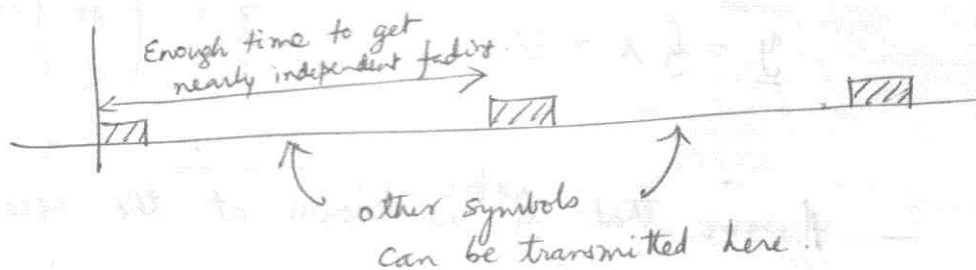 Enough time to get
nearly independent fading
other symbols
can be transmitted here.